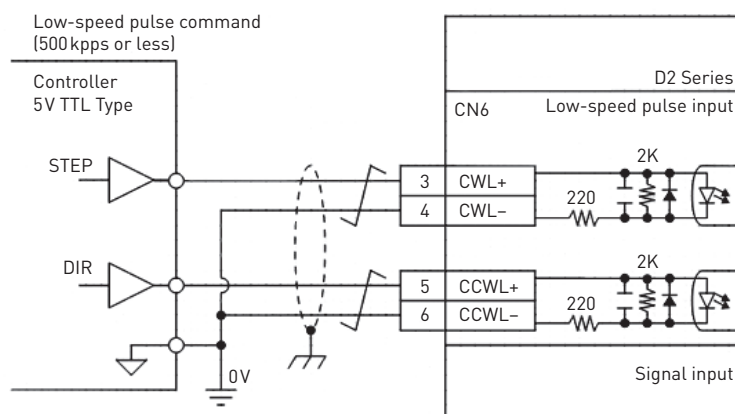 Low-speed pulse command
(500 kpps or less)
Controller
5V TTL Type
D2 Series
CN6
Low-speed pulse input
STEP
3 CWL+
4 CWL−
220
2K
DIR
5 CCWL+
6 CCWL−
220
2K
0V
Signal input